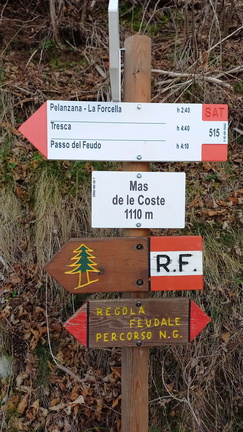 Pelanzana - La Forcella h 2:40
Tresca h 4:40
Passo del Feudo h 4:10
SAT
515
Mas
de le Coste
1110 m
R.F.
REGOLA
FEUDALE
PERCORSO N.G.